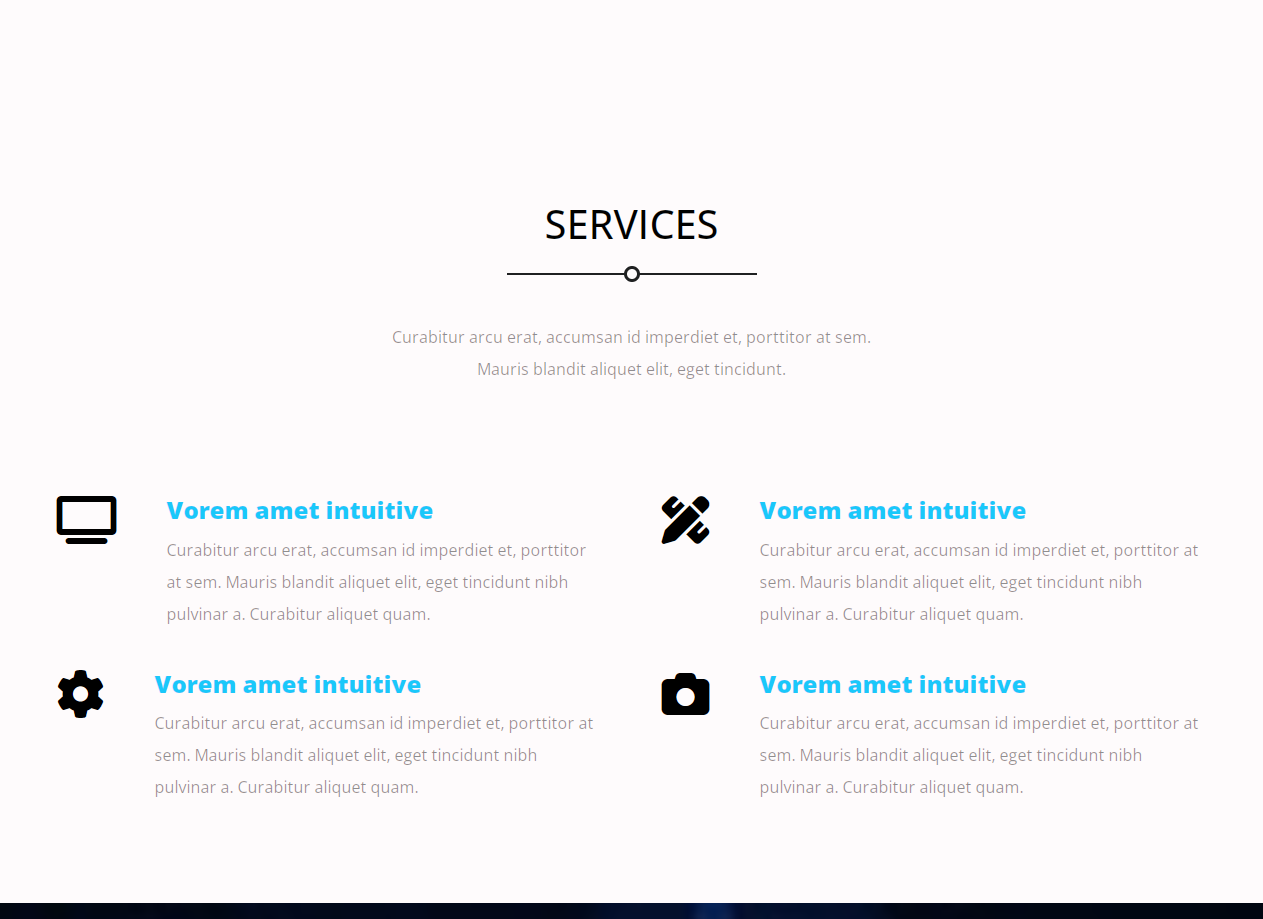 SERVICES
Curabitur arcu erat, accumsan id imperdiet et, porttitor at sem.
Mauris blandit aliquet elit, eget tincidunt.
Vorem amet intuitive
Curabitur arcu erat, accumsan id imperdiet et, porttitor
at sem. Mauris blandit aliquet elit, eget tincidunt nibh
pulvinar a. Curabitur aliquet quam.
Vorem amet intuitive
Curabitur arcu erat, accumsan id imperdiet et, porttitor at
sem. Mauris blandit aliquet elit, eget tincidunt nibh
pulvinar a. Curabitur aliquet quam.
Vorem amet intuitive
Curabitur arcu erat, accumsan id imperdiet et, porttitor at
sem. Mauris blandit aliquet elit, eget tincidunt nibh
pulvinar a. Curabitur aliquet quam.
Vorem amet intuitive
Curabitur arcu erat, accumsan id imperdiet et, porttitor at
sem. Mauris blandit aliquet elit, eget tincidunt nibh
pulvinar a. Curabitur aliquet quam.